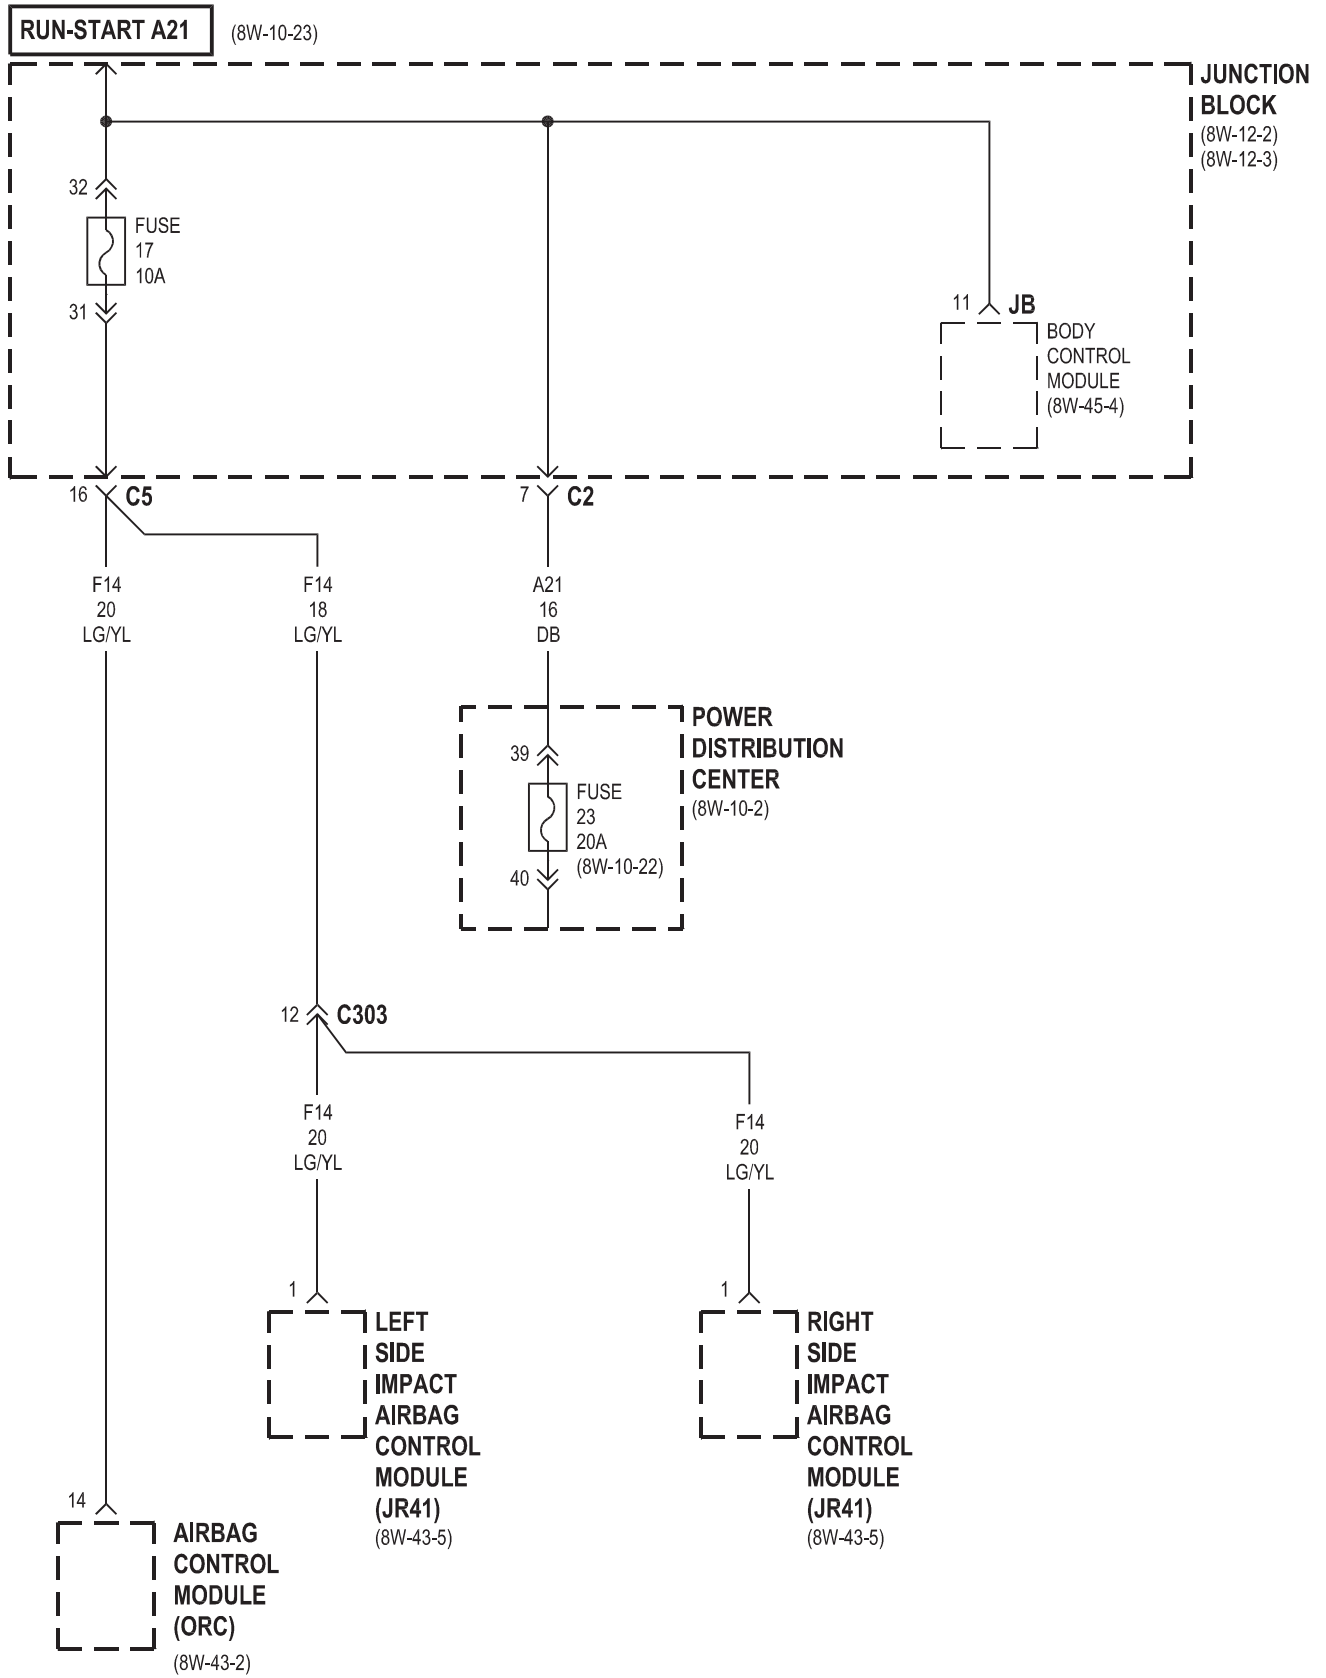 RUN-START A21
(8W-10-23)
JUNCTION
BLOCK
(8W-12-2)
(8W-12-3)
32
FUSE
17
10A
31
11
JB
BODY
CONTROL
MODULE
(8W-45-4)
16
C5
7
C2
F14
20
LG/YL
F14
18
LG/YL
A21
16
DB
POWER
DISTRIBUTION
CENTER
(8W-10-2)
39
FUSE
23
20A
(8W-10-22)
40
12
C303
F14
20
LG/YL
F14
20
LG/YL
1
LEFT
SIDE
IMPACT
AIRBAG
CONTROL
MODULE
(JR41)
(8W-43-5)
1
RIGHT
SIDE
IMPACT
AIRBAG
CONTROL
MODULE
(JR41)
(8W-43-5)
14
AIRBAG
CONTROL
MODULE
(ORC)
(8W-43-2)